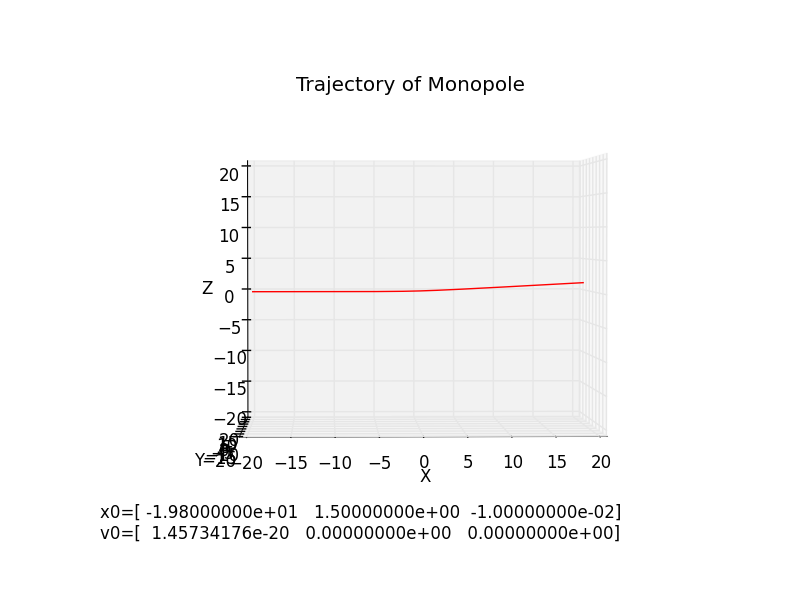 Trajectory of Monopole
20
15
10
5
Z
0
−5
−10
−15
−20
−20 −15 −10 −5 0 5 10 15 20
X
x0=[ -1.98000000e+01 1.50000000e+00 -1.00000000e-02]
v0=[ 1.45734176e-20 0.00000000e+00 0.00000000e+00]